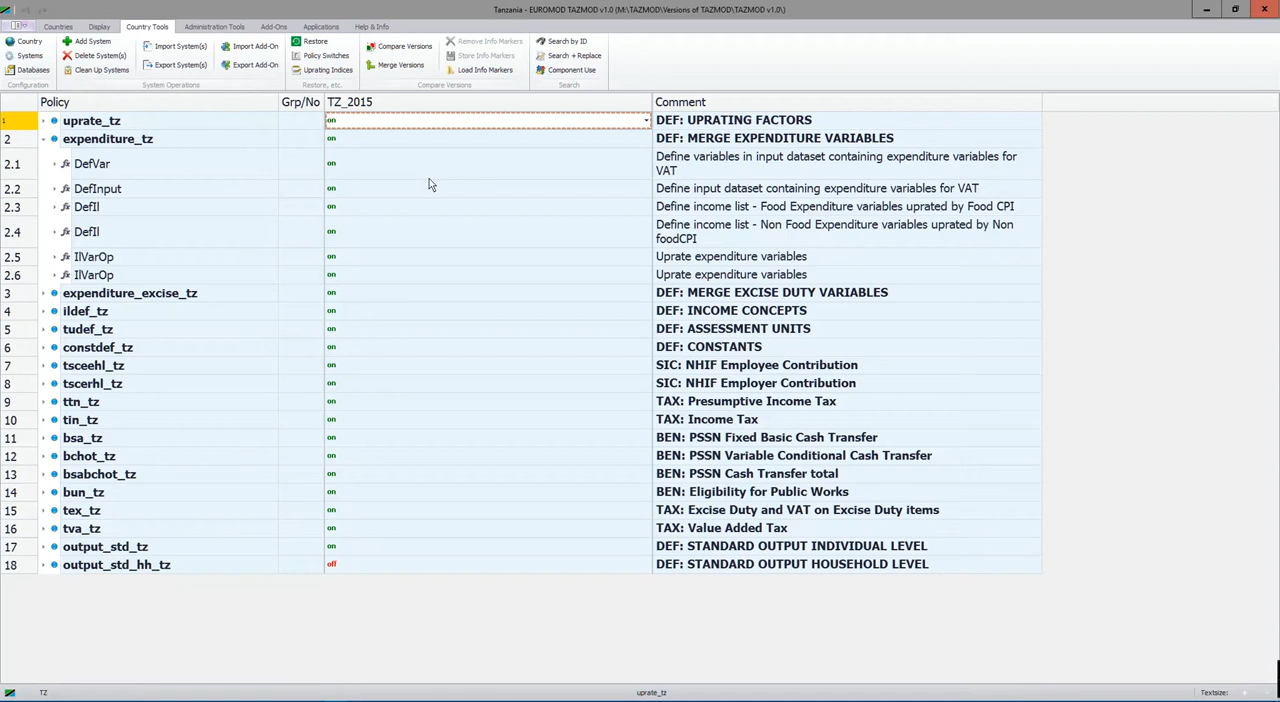 Tanzania - EUROMOD TAZMOD v1.0 (M:\TAZMOD\Versions of TAZMOD\TAZMOD v1.0\)
Countries Display Country Tools Administration Tools Add-Ons Applications Help & Info
Country Add System Import System(s) Import Add-On Restore Compare Versions Remove Info Markers Search by ID
Systems Delete System(s) Policy Switches Store Info Markers Search + Replace
Databases Clean Up Systems Export System(s) Export Add-On Uprating Indices Merge Versions Load Info Markers Component Use
Configuration System Operations Restore, etc. Compare Versions Search
Policy Grp/No TZ_2015 Comment
1 uprate_tz on DEF: UPRATING FACTORS
2 expenditure_tz on DEF: MERGE EXPENDITURE VARIABLES
2.1 fx DefVar on Define variables in input dataset containing expenditure variables for
VAT
2.2 fx DefInput on Define input dataset containing expenditure variables for VAT
2.3 fx DefIl on Define income list - Food Expenditure variables uprated by Food CPI
2.4 fx DefIl on Define income list - Non Food Expenditure variables uprated by Non
foodCPI
2.5 fx IlVarOp on Uprate expenditure variables
2.6 fx IlVarOp on Uprate expenditure variables
3 expenditure_excise_tz on DEF: MERGE EXCISE DUTY VARIABLES
4 ildef_tz on DEF: INCOME CONCEPTS
5 tudef_tz on DEF: ASSESSMENT UNITS
6 constdef_tz on DEF: CONSTANTS
7 tsceehl_tz on SIC: NHIF Employee Contribution
8 tscerhl_tz on SIC: NHIF Employer Contribution
9 ttn_tz on TAX: Presumptive Income Tax
10 tin_tz on TAX: Income Tax
11 bsa_tz on BEN: PSSN Fixed Basic Cash Transfer
12 bchot_tz on BEN: PSSN Variable Conditional Cash Transfer
13 bsabchot_tz on BEN: PSSN Cash Transfer total
14 bun_tz on BEN: Eligibility for Public Works
15 tex_tz on TAX: Excise Duty and VAT on Excise Duty items
16 tva_tz on TAX: Value Added Tax
17 output_std_tz on DEF: STANDARD OUTPUT INDIVIDUAL LEVEL
18 output_std_hh_tz off DEF: STANDARD OUTPUT HOUSEHOLD LEVEL
TZ uprate_tz Textsize: + -